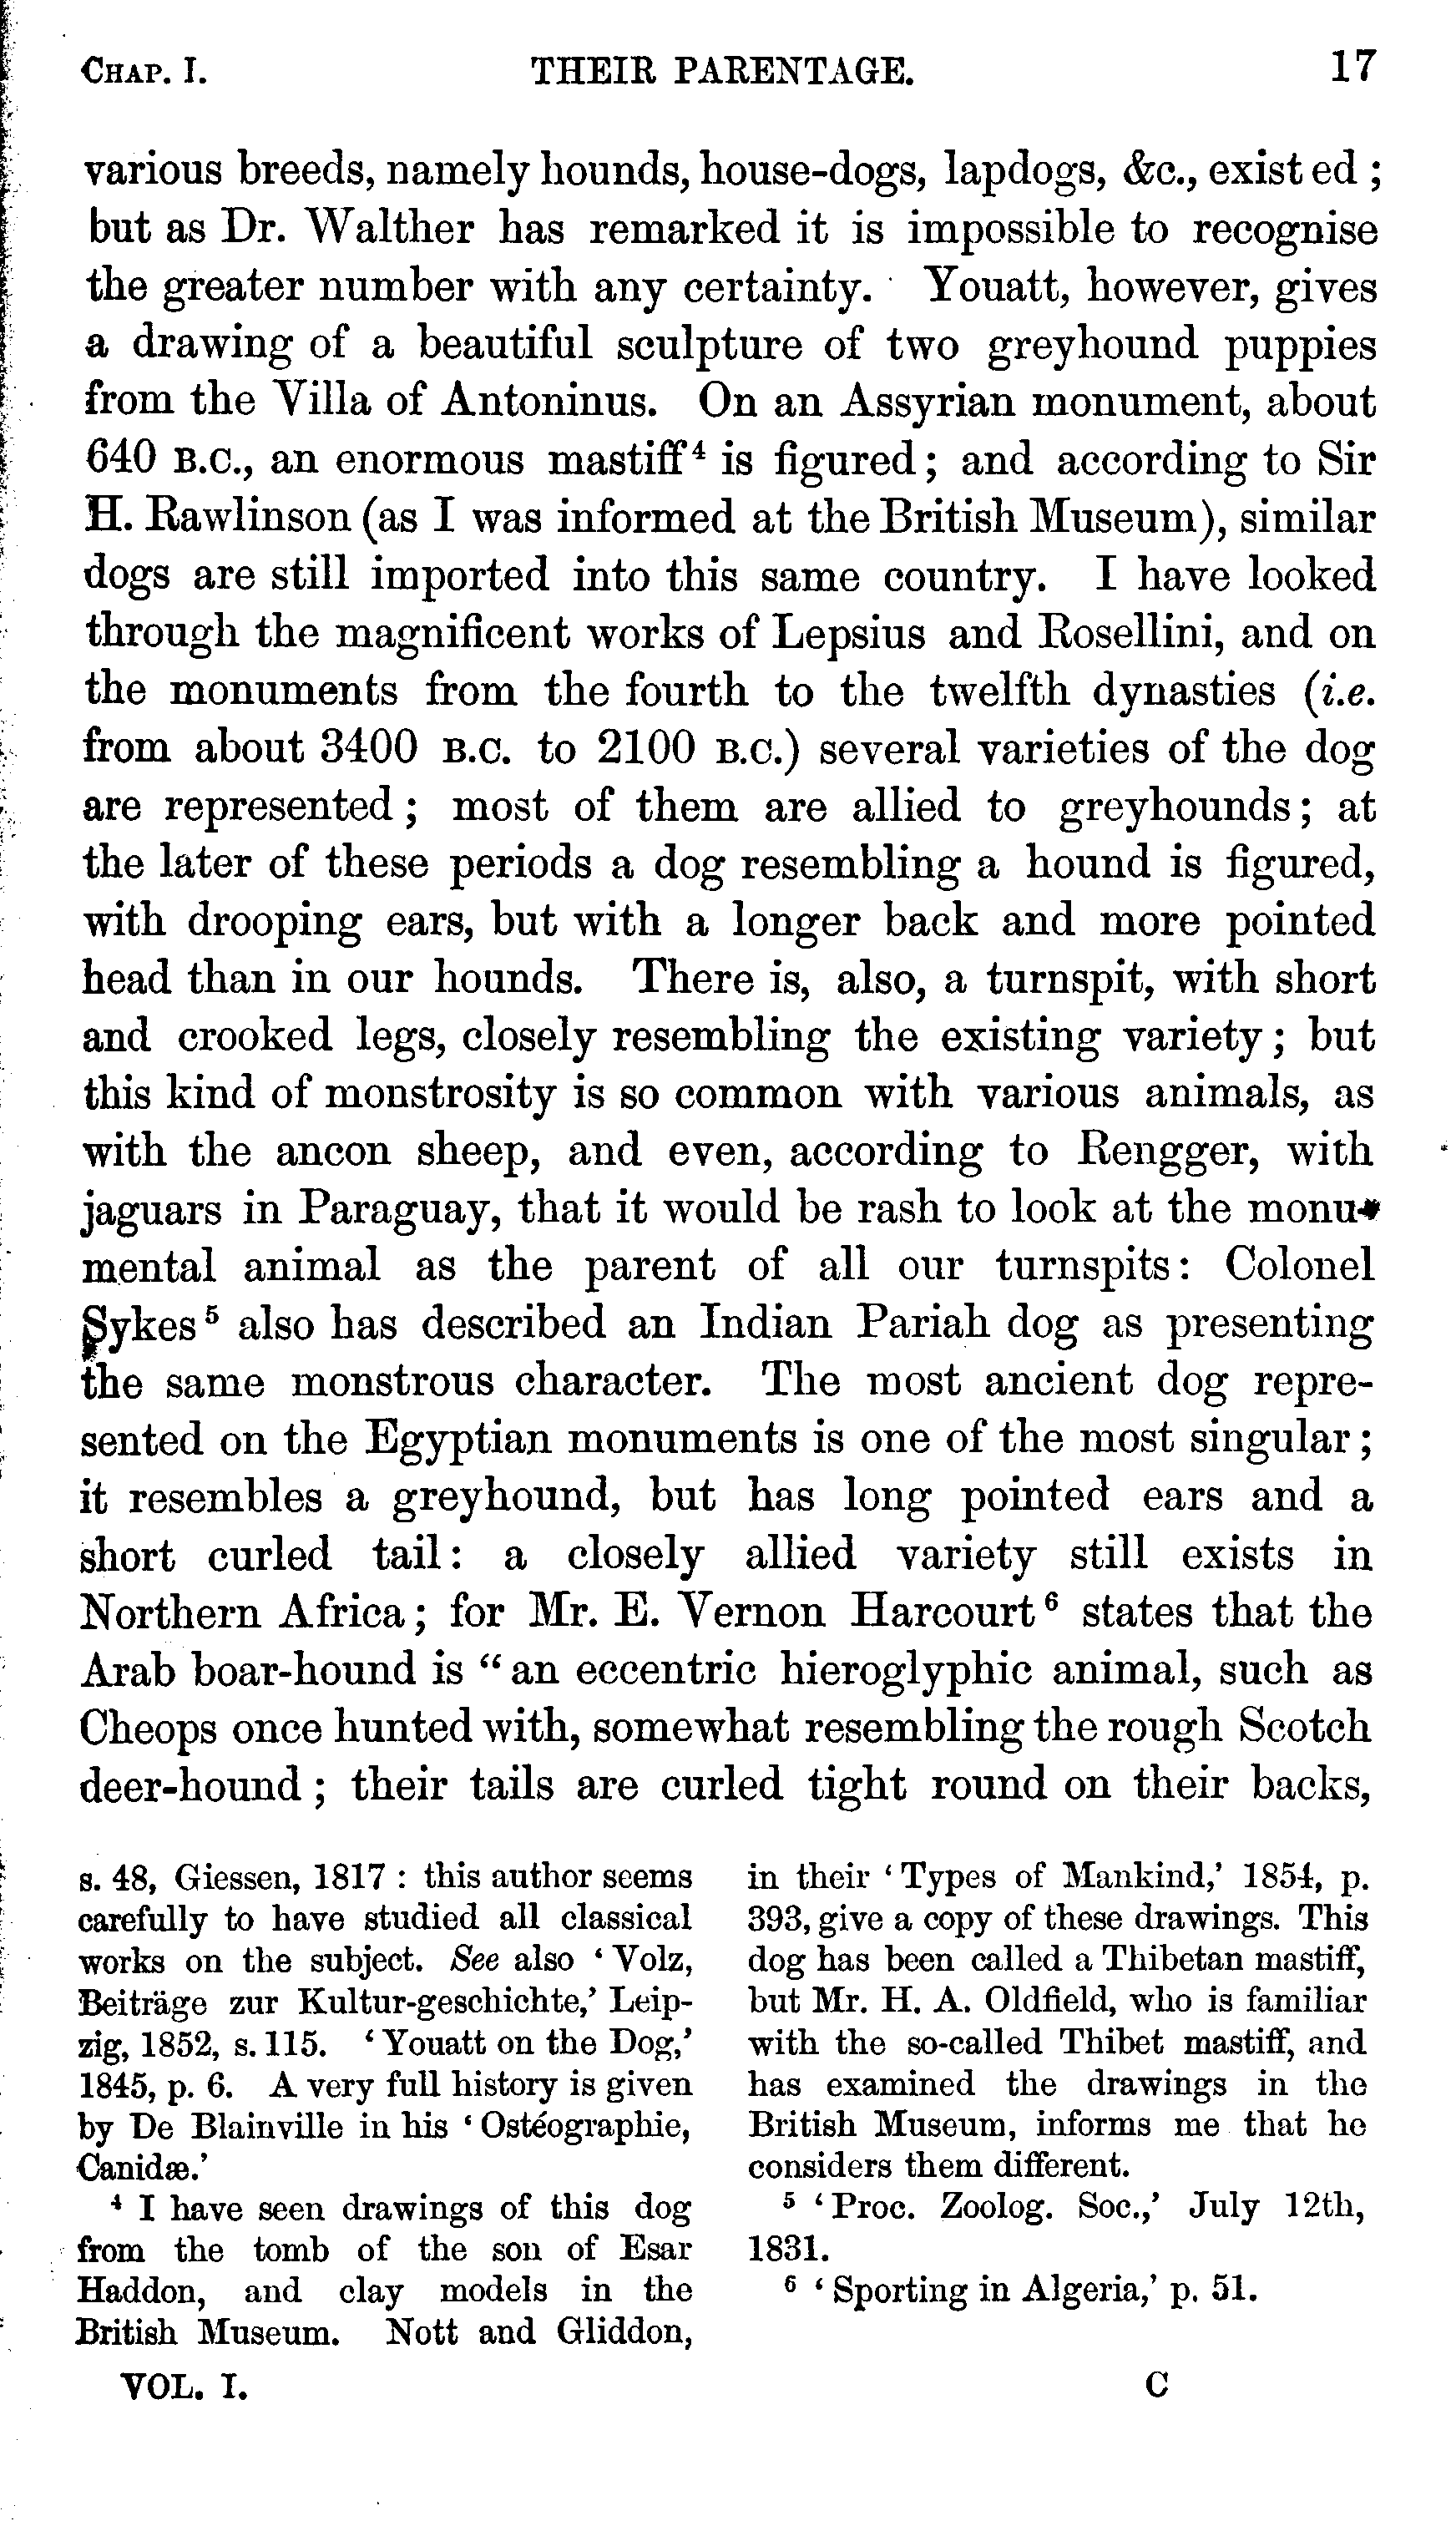 CHAP. I. THEIR PARENTAGE. 17
various breeds, namely hounds, house-dogs, lapdogs, &c., existed;
but as Dr. Walther has remarked it is impossible to recognise
the greater number with any certainty. Youatt, however, gives
a drawing of a beautiful sculpture of two greyhound puppies
from the Villa of Antoninus. On an Assyrian monument, about
640 B.C., an enormous mastiff⁴ is figured; and according to Sir
H. Rawlinson (as I was informed at the British Museum), similar
dogs are still imported into this same country. I have looked
through the magnificent works of Lepsius and Rosellini, and on
the monuments from the fourth to the twelfth dynasties (i.e.
from about 3400 B.C. to 2100 B.C.) several varieties of the dog
are represented; most of them are allied to greyhounds; at
the later of these periods a dog resembling a hound is figured,
with drooping ears, but with a longer back and more pointed
head than in our hounds. There is, also, a turnspit, with short
and crooked legs, closely resembling the existing variety; but
this kind of monstrosity is so common with various animals, as
with the ancon sheep, and even, according to Rengger, with
jaguars in Paraguay, that it would be rash to look at the monu-
mental animal as the parent of all our turnspits: Colonel
Sykes⁵ also has described an Indian Pariah dog as presenting
the same monstrous character. The most ancient dog repre-
sented on the Egyptian monuments is one of the most singular;
it resembles a greyhound, but has long pointed ears and a
short curled tail: a closely allied variety still exists in
Northern Africa; for Mr. E. Vernon Harcourt⁶ states that the
Arab boar-hound is “an eccentric hieroglyphic animal, such as
Cheops once hunted with, somewhat resembling the rough Scotch
deer-hound; their tails are curled tight round on their backs,
s. 48, Giessen, 1817: this author seems
carefully to have studied all classical
works on the subject. See also ‘Volz,
Beiträge zur Kultur-geschichte,’ Leip-
zig, 1852, s. 115. ‘Youatt on the Dog,’
1845, p. 6. A very full history is given
by De Blainville in his ‘Ostéographie,
Canidæ.’
⁴ I have seen drawings of this dog
from the tomb of the son of Esar
Haddon, and clay models in the
British Museum. Nott and Gliddon,
in their ‘Types of Mankind,’ 1854, p.
393, give a copy of these drawings. This
dog has been called a Thibetan mastiff,
but Mr. H. A. Oldfield, who is familiar
with the so-called Thibet mastiff, and
has examined the drawings in the
British Museum, informs me that he
considers them different.
⁵ ‘Proc. Zoolog. Soc.,’ July 12th,
1831.
⁶ ‘Sporting in Algeria,’ p. 51.
VOL. I. C